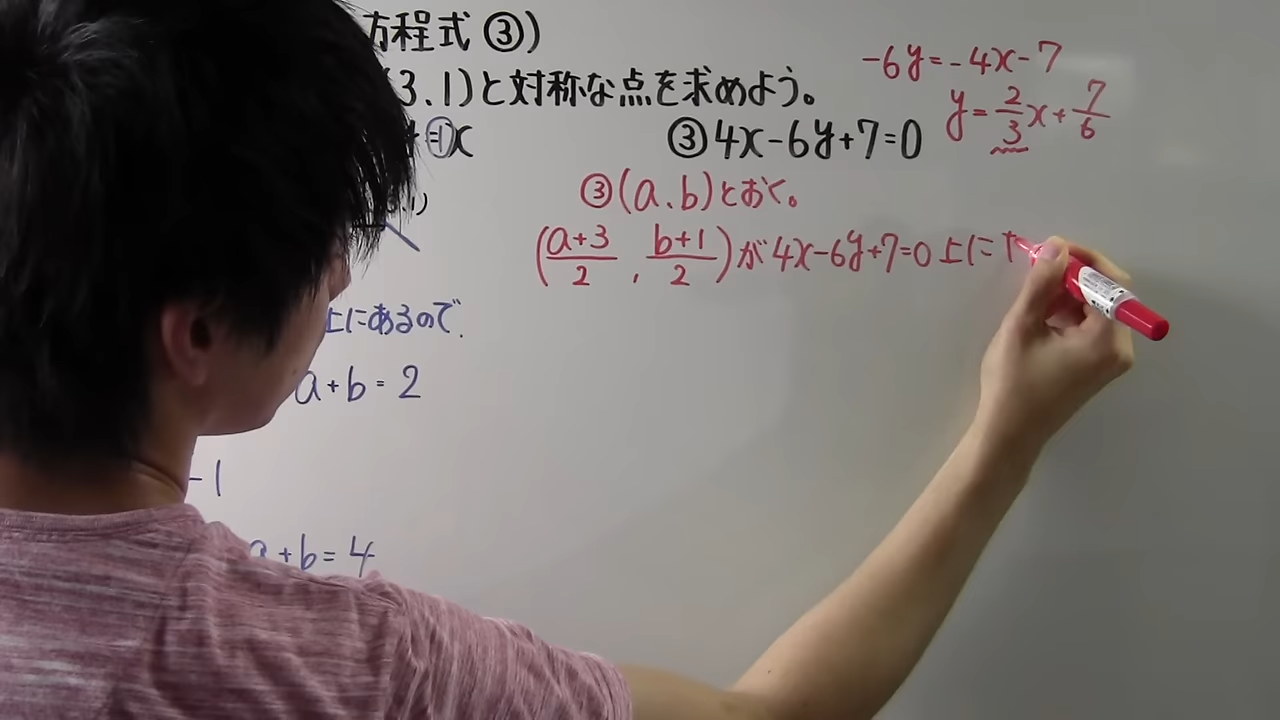 方程式 ③)
(3.1)と対称な点を求めよう。
x
③4x-6y+7=0
-6y=-4x-7
y=2/3x+7/6
③(a、b)とおく。
(a+3/2 , b+1/2)が4x-6y+7=0上に
上にあるので、
a+b=2
-1
a+b=4